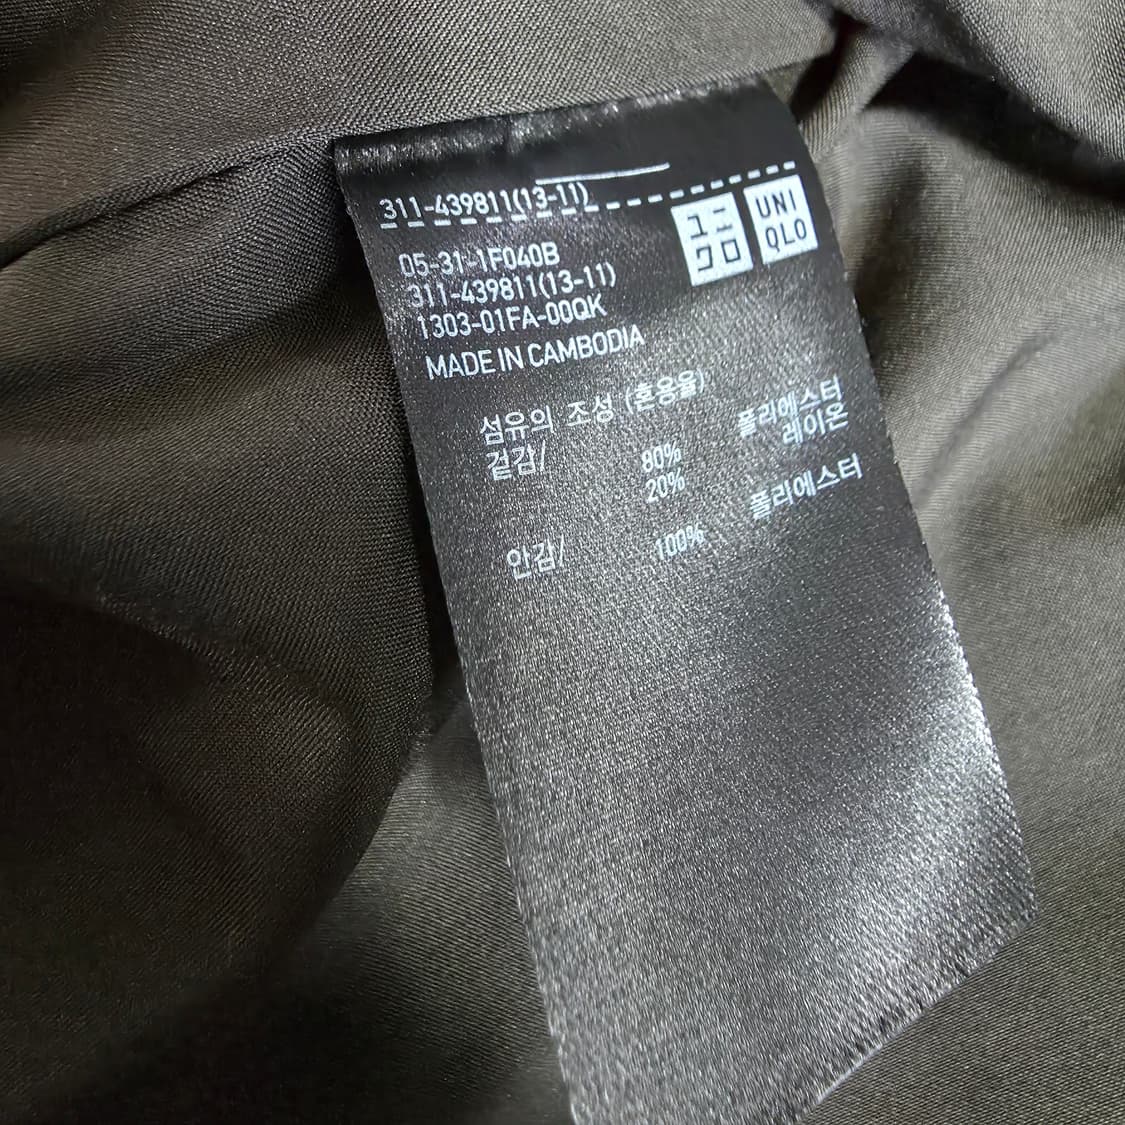 311-439811(13-11)
ユニ
クロ
UNI
QLO
05-31-1F040B
311-439811(13-11)
1303-01FA-00QK
MADE IN CAMBODIA
섬유의 조성 (혼용율)
겉감/ 80% 폴리에스터
20% 레이온
안감/ 100% 폴리에스터